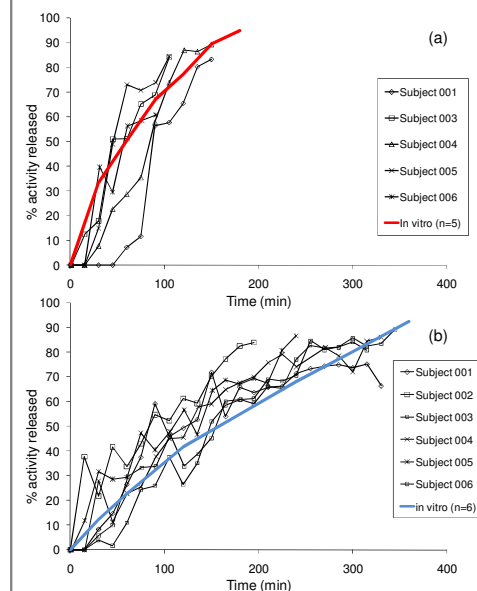 (a)
% activity released
100
90
80
70
60
50
40
30
20
10
0
0 100 200 300 400
Time (min)
Subject 001
Subject 003
Subject 004
Subject 005
Subject 006
In vitro (n=5)
(b)
% activity released
100
90
80
70
60
50
40
30
20
10
0
0 100 200 300 400
Time (min)
Subject 001
Subject 002
Subject 003
Subject 004
Subject 005
Subject 006
in vitro (n=6)